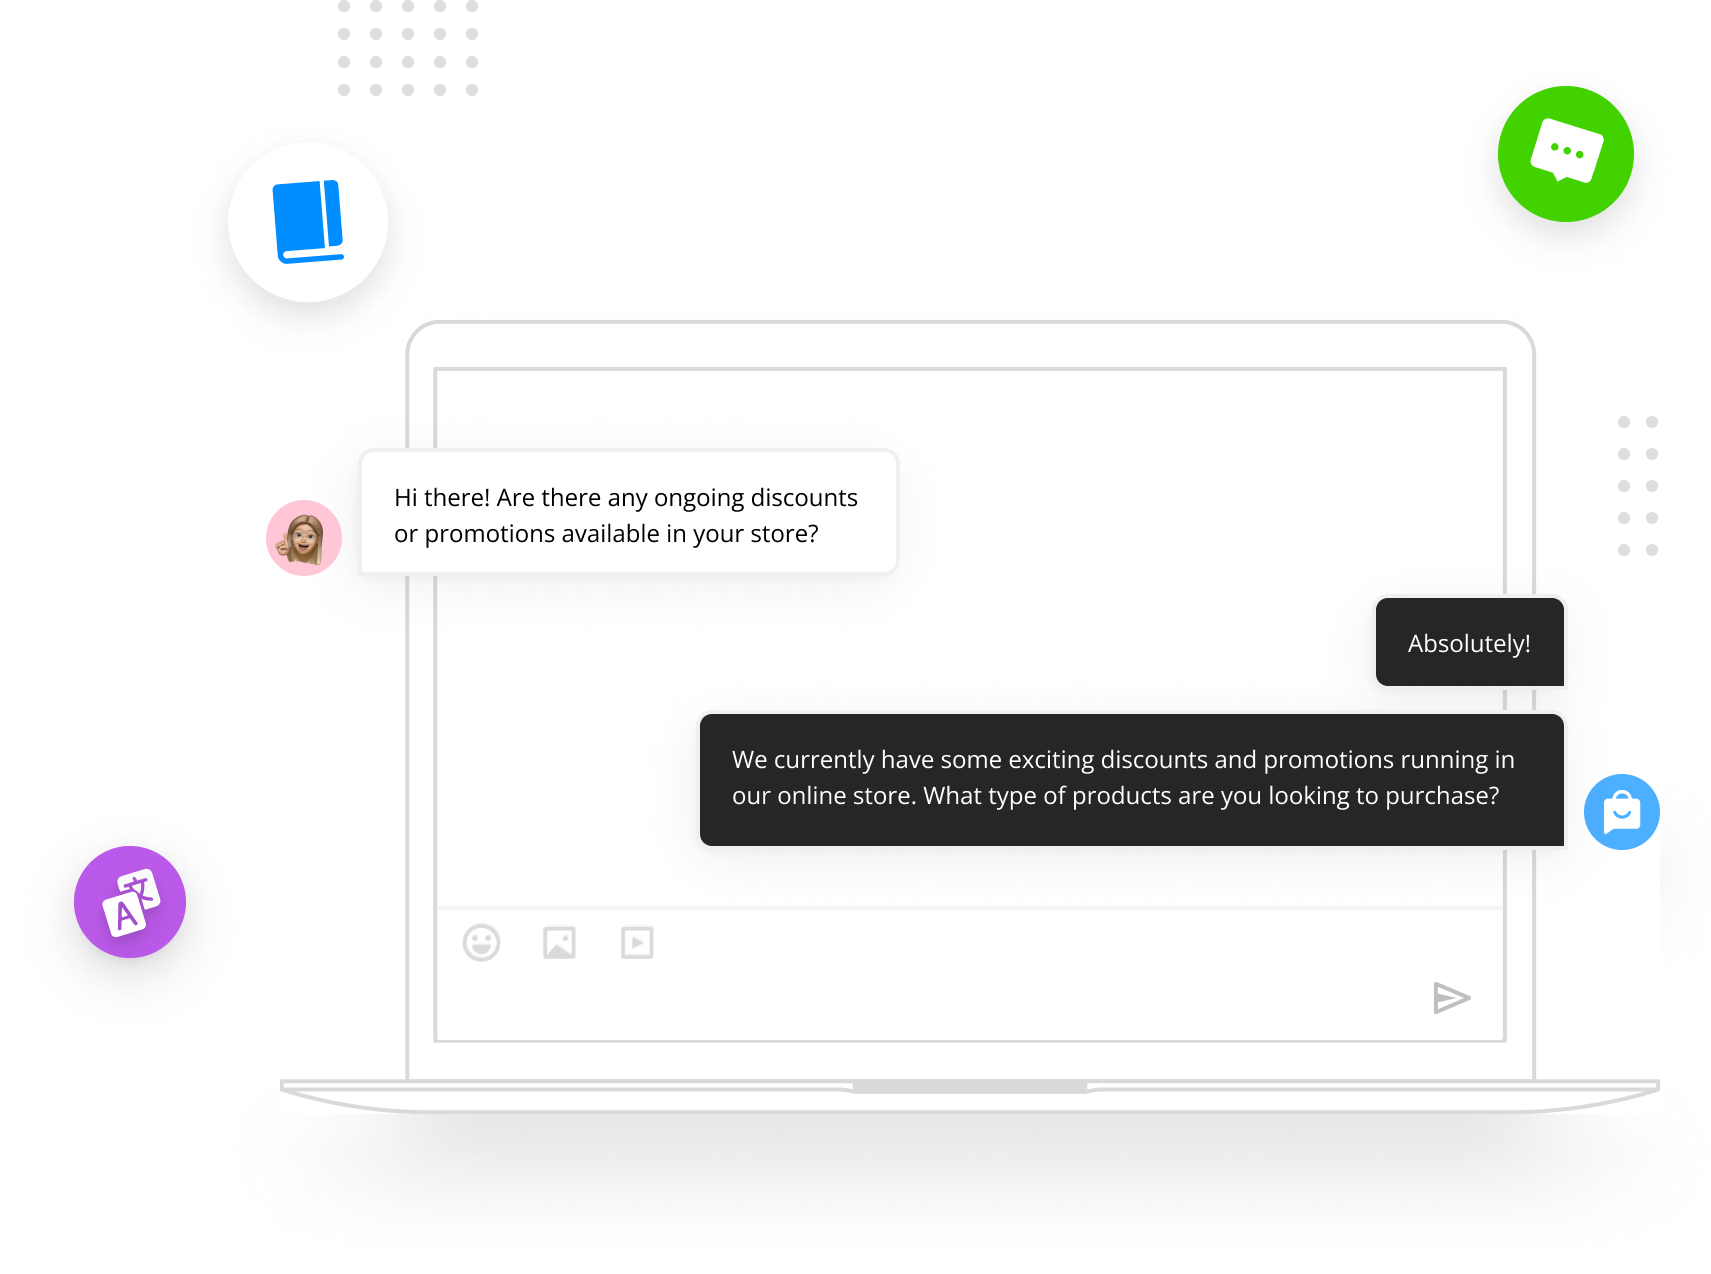 Hi there! Are there any ongoing discounts
or promotions available in your store?
Absolutely!
We currently have some exciting discounts and promotions running in
our online store. What type of products are you looking to purchase?
文
A